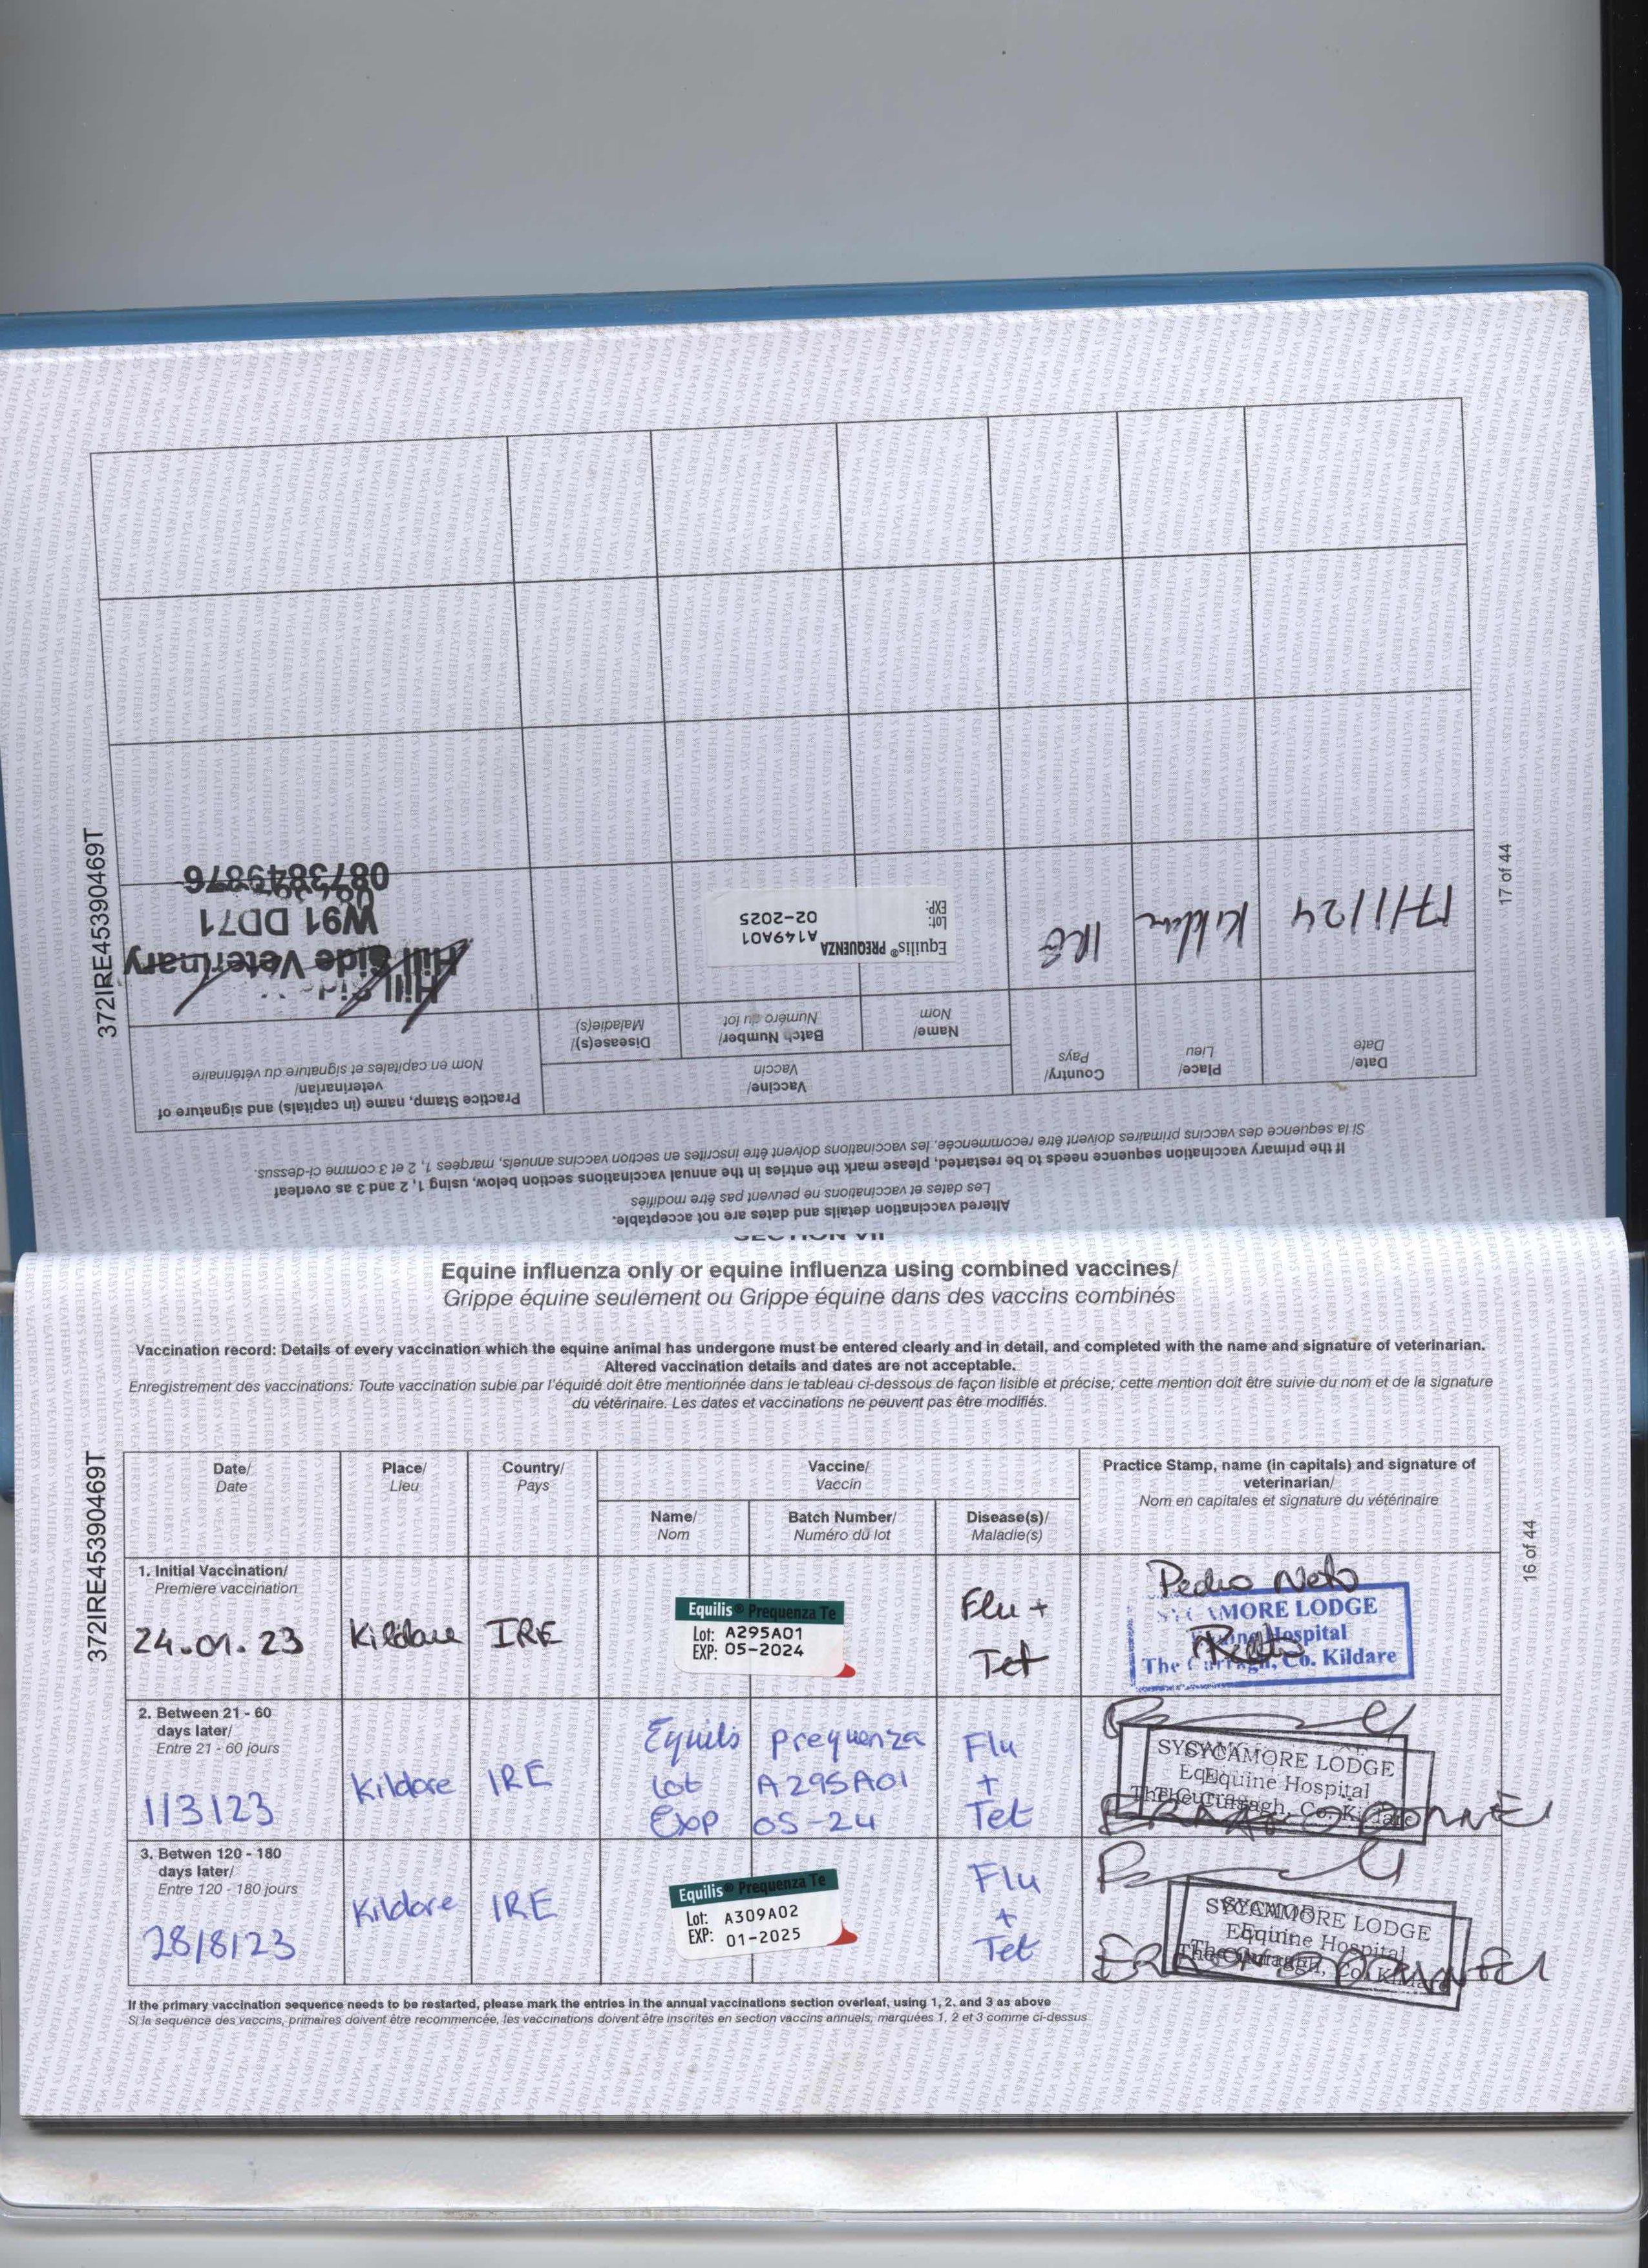 372IRE45390469T
17 of 44
Altered vaccination details and dates are not acceptable.
Les dates et vaccinations ne peuvent pas être modifiés
If the primary vaccination sequence needs to be restarted, please mark the entries in the annual vaccinations section below, using 1, 2 and 3 as overleaf
Si la sequence des vaccins primaires doivent être recommencée, les vaccinations doivent être inscrites en section vaccins annuels, marquées 1, 2 et 3 comme ci-dessus.
Date/
Date
Place/
Lieu
Country/
Pays
Vaccine/
Vaccin
Name/
Nom
Batch Number/
Numéro du lot
Disease(s)/
Maladie(s)
Practice Stamp, name (in capitals) and signature of
veterinarian/
Nom en capitales et signature du vétérinaire
17/1/24
Kildare
IRE
Equilis® PREQUENZA
Lot: A149A01
EXP: 02-2025
Hill Side
Hill Side Veterinary
W91 DD71
0873849876
SECTION VII
Equine influenza only or equine influenza using combined vaccines/
Grippe équine seulement ou Grippe équine dans des vaccins combinés
Vaccination record: Details of every vaccination which the equine animal has undergone must be entered clearly and in detail, and completed with the name and signature of veterinarian.
Altered vaccination details and dates are not acceptable.
Enregistrement des vaccinations: Toute vaccination subie par l'équidé doit être mentionnée dans le tableau ci-dessous de façon lisible et précise; cette mention doit être suivie du nom et de la signature
du vétérinaire. Les dates et vaccinations ne peuvent pas être modifiés.
372IRE45390469T
16 of 44
Date/
Date
Place/
Lieu
Country/
Pays
Vaccine/
Vaccin
Name/
Nom
Batch Number/
Numéro du lot
Disease(s)/
Maladie(s)
Practice Stamp, name (in capitals) and signature of
veterinarian/
Nom en capitales et signature du vétérinaire
1. Initial Vaccination/
Premiere vaccination
24.01.23
Kildare
IRE
Equilis® Prequenza Te
Lot: A295A01
EXP: 05-2024
Flu +
Tet
Pedro Neto
SYCAMORE LODGE
Equine Hospital
The Curragh, Co. Kildare
2. Between 21 - 60
days later/
Entre 21 - 60 jours
1/3/23
Kildare
IRE
Equilis Prequenza
Lot A295A01
Exp 05-24
Flu
+
Tet
SYCAMORE LODGE
Equine Hospital
The Curragh, Co. Kildare
3. Betwen 120 - 180
days later/
Entre 120 - 180 jours
28/8/23
Kildare
IRE
Equilis® Prequenza Te
Lot: A309A02
EXP: 01-2025
Flu
+
Tet
SYCAMORE LODGE
Equine Hospital
The Curragh, Co. Kildare
If the primary vaccination sequence needs to be restarted, please mark the entries in the annual vaccinations section overleaf, using 1, 2, and 3 as above
Si la sequence des vaccins, primaires doivent être recommencée, les vaccinations doivent être inscrites en section vaccins annuels, marquées 1, 2 et 3 comme ci-dessus